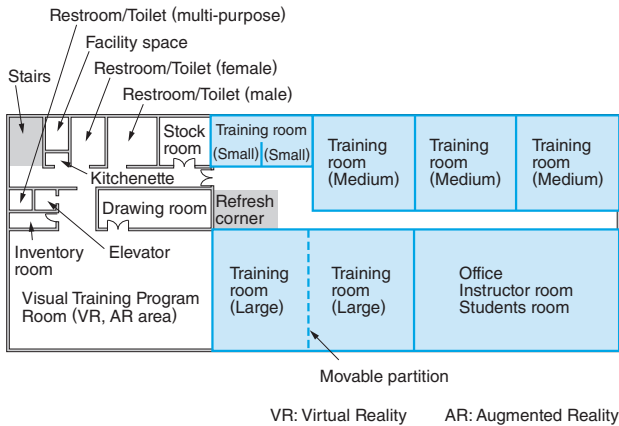 Restroom/Toilet (multi-purpose)
Facility space
Restroom/Toilet (female)
Stairs
Restroom/Toilet (male)
Stock
room
Training room
(Small)
(Small)
Training
room
(Medium)
Training
room
(Medium)
Training
room
(Medium)
Kitchenette
Drawing room
Refresh
corner
Inventory
room
Elevator
Visual Training Program
Room (VR, AR area)
Training
room
(Large)
Training
room
(Large)
Office
Instructor room
Students room
Movable partition
VR: Virtual Reality
AR: Augmented Reality